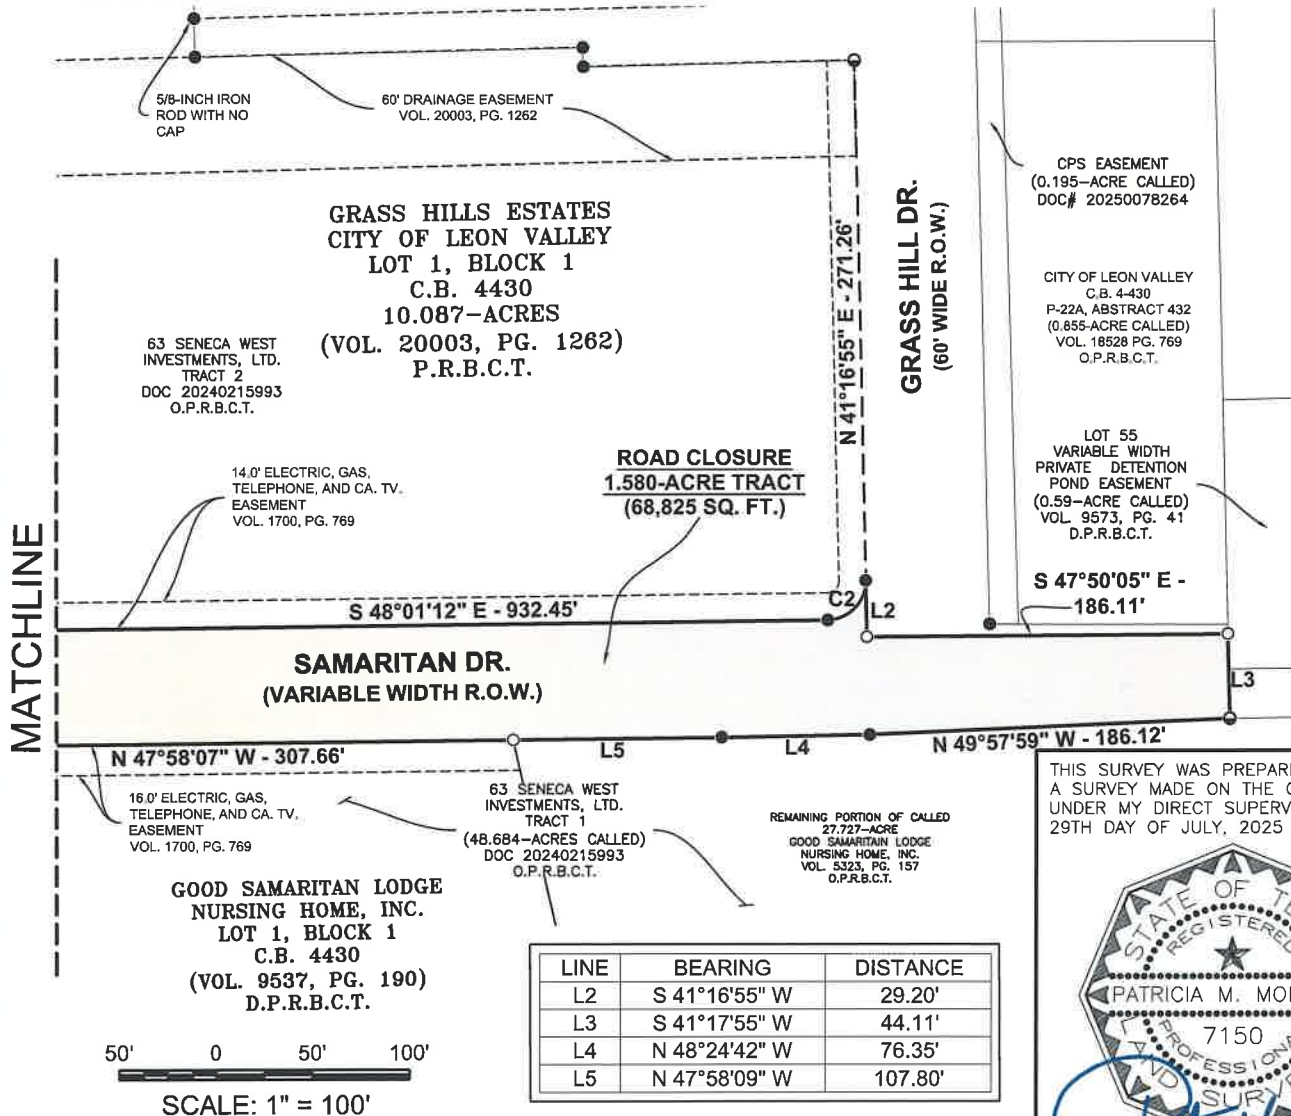 5/8-INCH IRON
ROD WITH NO
CAP
60' DRAINAGE EASEMENT
VOL. 20003, PG. 1262
GRASS HILLS ESTATES
CITY OF LEON VALLEY
LOT 1, BLOCK 1
C.B. 4430
10.087-ACRES
(VOL. 20003, PG. 1262)
P.R.B.C.T.
63 SENECA WEST
INVESTMENTS, LTD.
TRACT 2
DOC 20240215993
O.P.R.B.C.T.
N 41°16'55" E - 271.26'
GRASS HILL DR.
(60' WIDE R.O.W.)
CPS EASEMENT
(0.195-ACRE CALLED)
DOC# 20250078264
CITY OF LEON VALLEY
C.B. 4-430
P-22A, ABSTRACT 432
(0.855-ACRE CALLED)
VOL. 18528 PG. 769
O.P.R.B.C.T.
LOT 55
VARIABLE WIDTH
PRIVATE DETENTION
POND EASEMENT
(0.59-ACRE CALLED)
VOL. 9573, PG. 41
D.P.R.B.C.T.
14.0' ELECTRIC, GAS,
TELEPHONE, AND CA. TV.
EASEMENT
VOL. 1700, PG. 769
ROAD CLOSURE
1.580-ACRE TRACT
(68,825 SQ. FT.)
S 47°50'05" E -
186.11'
MATCHLINE
S 48°01'12" E - 932.45'
C2
L2
SAMARITAN DR.
(VARIABLE WIDTH R.O.W.)
L3
N 47°58'07" W - 307.66'
L5
L4
N 49°57'59" W - 186.12'
16.0' ELECTRIC, GAS,
TELEPHONE, AND CA. TV,
EASEMENT
VOL. 1700, PG. 769
63 SENECA WEST
INVESTMENTS, LTD.
TRACT 1
(48.684-ACRES CALLED)
DOC 20240215993
O.P.R.B.C.T.
REMAINING PORTION OF CALLED
27.727-ACRE
GOOD SAMARITAIN LODGE
NURSING HOME, INC.
VOL. 5323, PG. 157
O.P.R.B.C.T.
THIS SURVEY WAS PREPAR
A SURVEY MADE ON THE
UNDER MY DIRECT SUPERV
29TH DAY OF JULY, 2025
GOOD SAMARITAN LODGE
NURSING HOME, INC.
LOT 1, BLOCK 1
C.B. 4430
(VOL. 9537, PG. 190)
D.P.R.B.C.T.
LINE BEARING DISTANCE
L2 S 41°16'55" W 29.20'
L3 S 41°17'55" W 44.11'
L4 N 48°24'42" W 76.35'
L5 N 47°58'09" W 107.80'
STATE OF TE
REGISTERED
PATRICIA M. MO
7150
PROFESSIONA
LAND SURVE
50' 0 50' 100'
SCALE: 1" = 100'